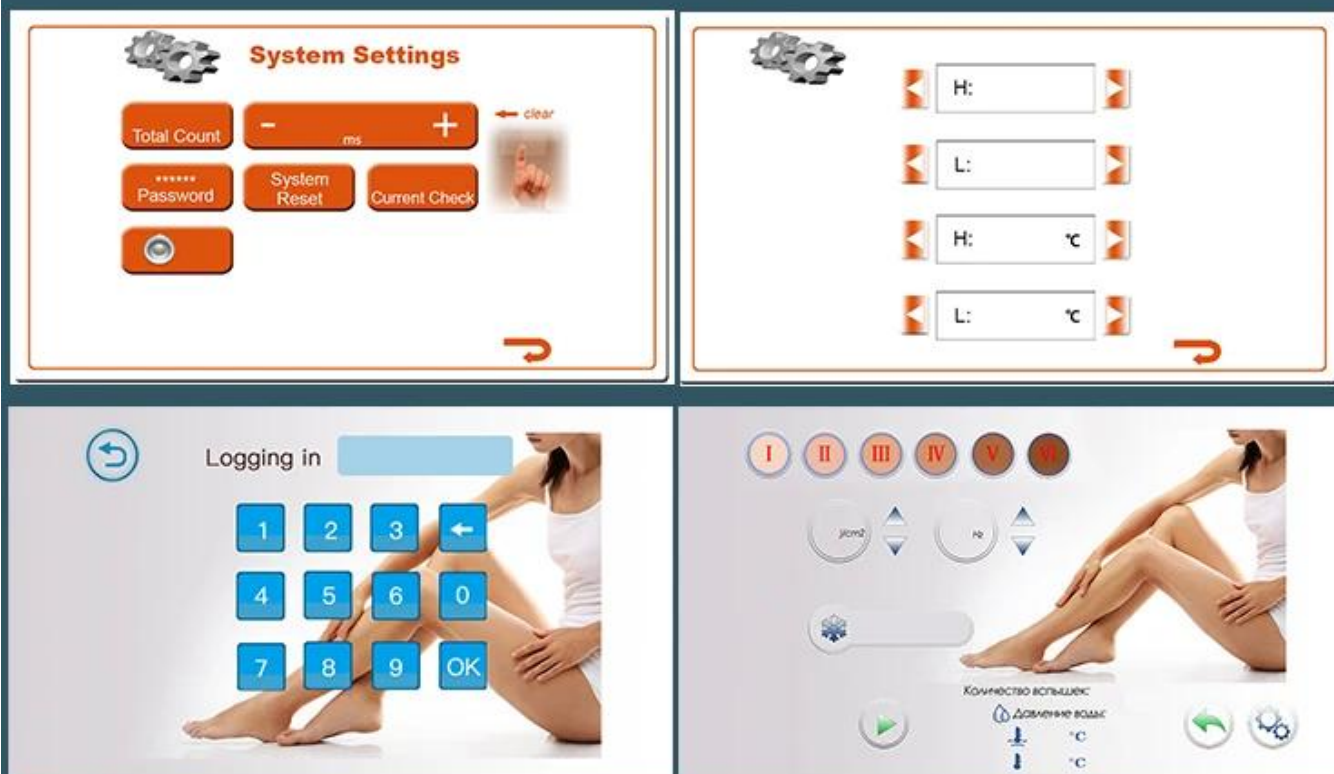 System Settings
Total Count
- ms +
← clear
******
Password
System
Reset
Current Check
H:
L:
H: °C
L: °C
Logging in
1 2 3 ←
4 5 6 0
7 8 9 OK
I II III IV V VI
J/cm2
Hz
Количество вспышек:
Давление воды:
°C
°C